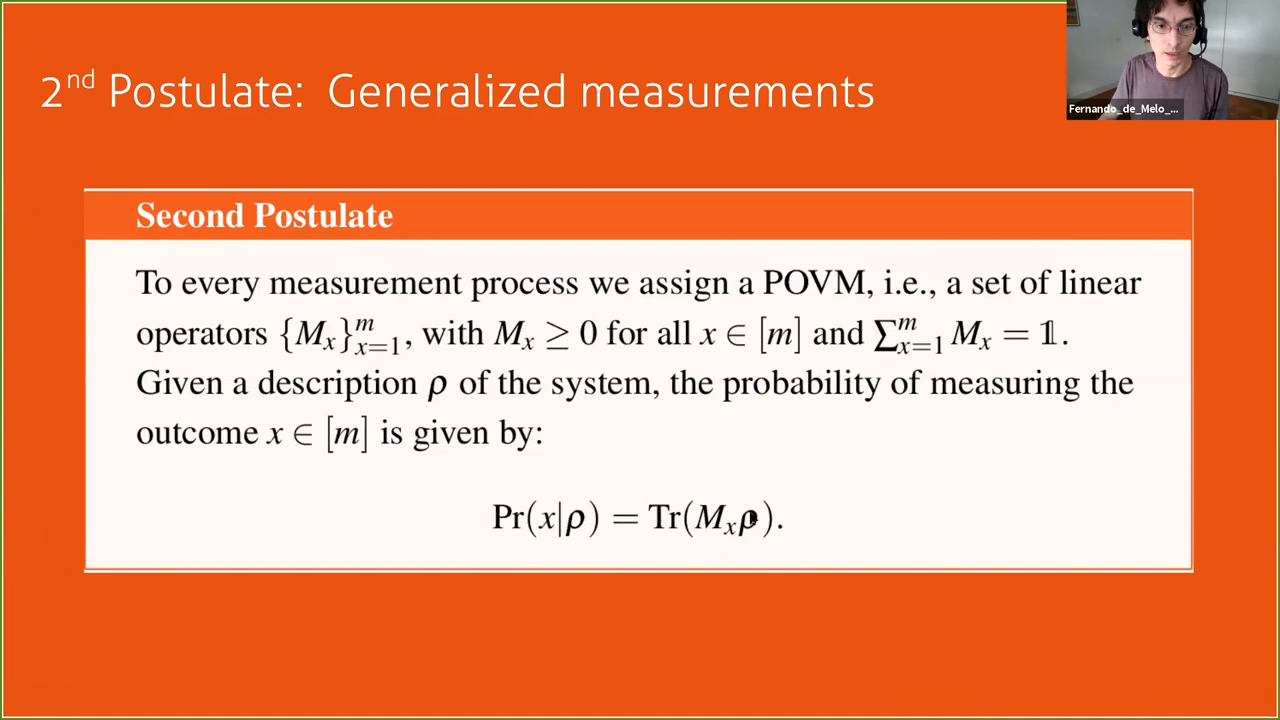 2nd Postulate: Generalized measurements
Fernando_de_Melo_...
Second Postulate
To every measurement process we assign a POVM, i.e., a set of linear
operators {Mₓ}ᵐₓ₌₁, with Mₓ ≥ 0 for all x ∈ [m] and ∑ᵐₓ₌₁ Mₓ = 𝟙.
Given a description ρ of the system, the probability of measuring the
outcome x ∈ [m] is given by:
Pr(x|ρ) = Tr(Mₓρ).